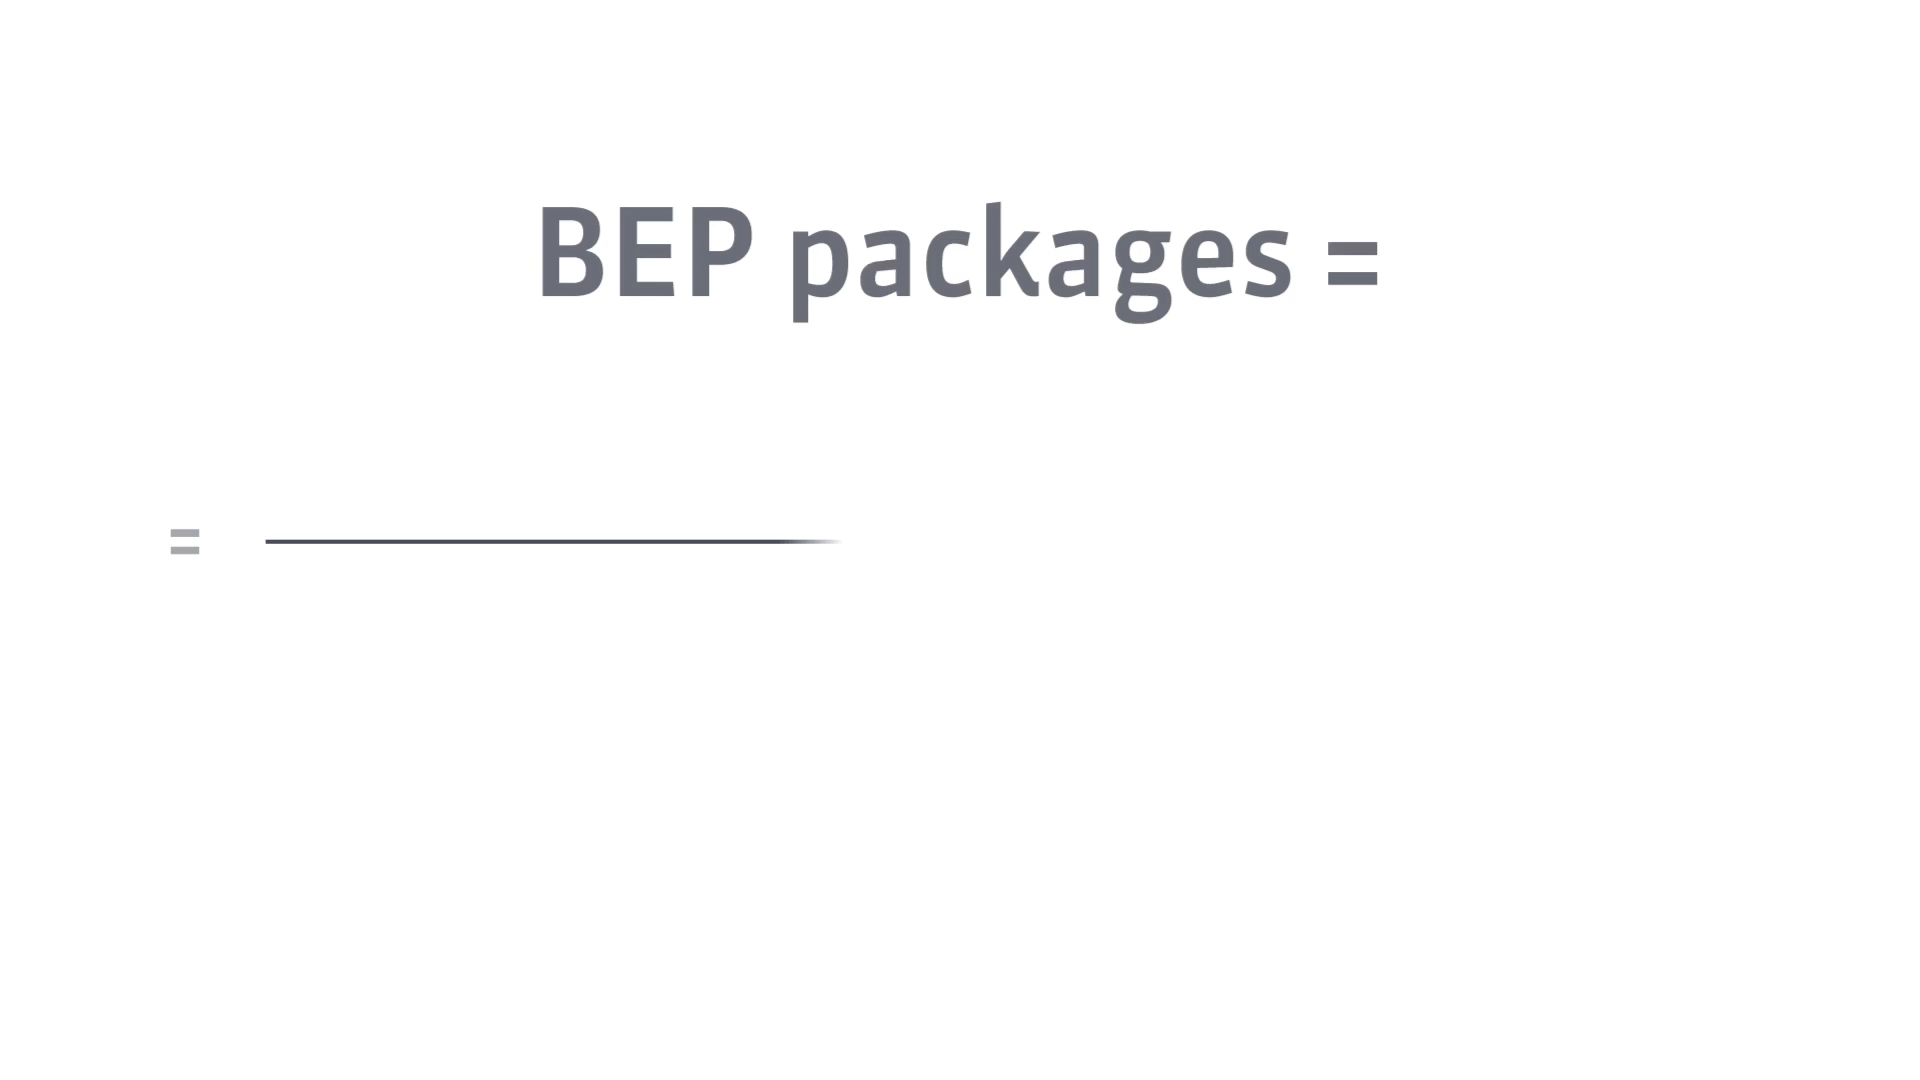 BEP packages =
=